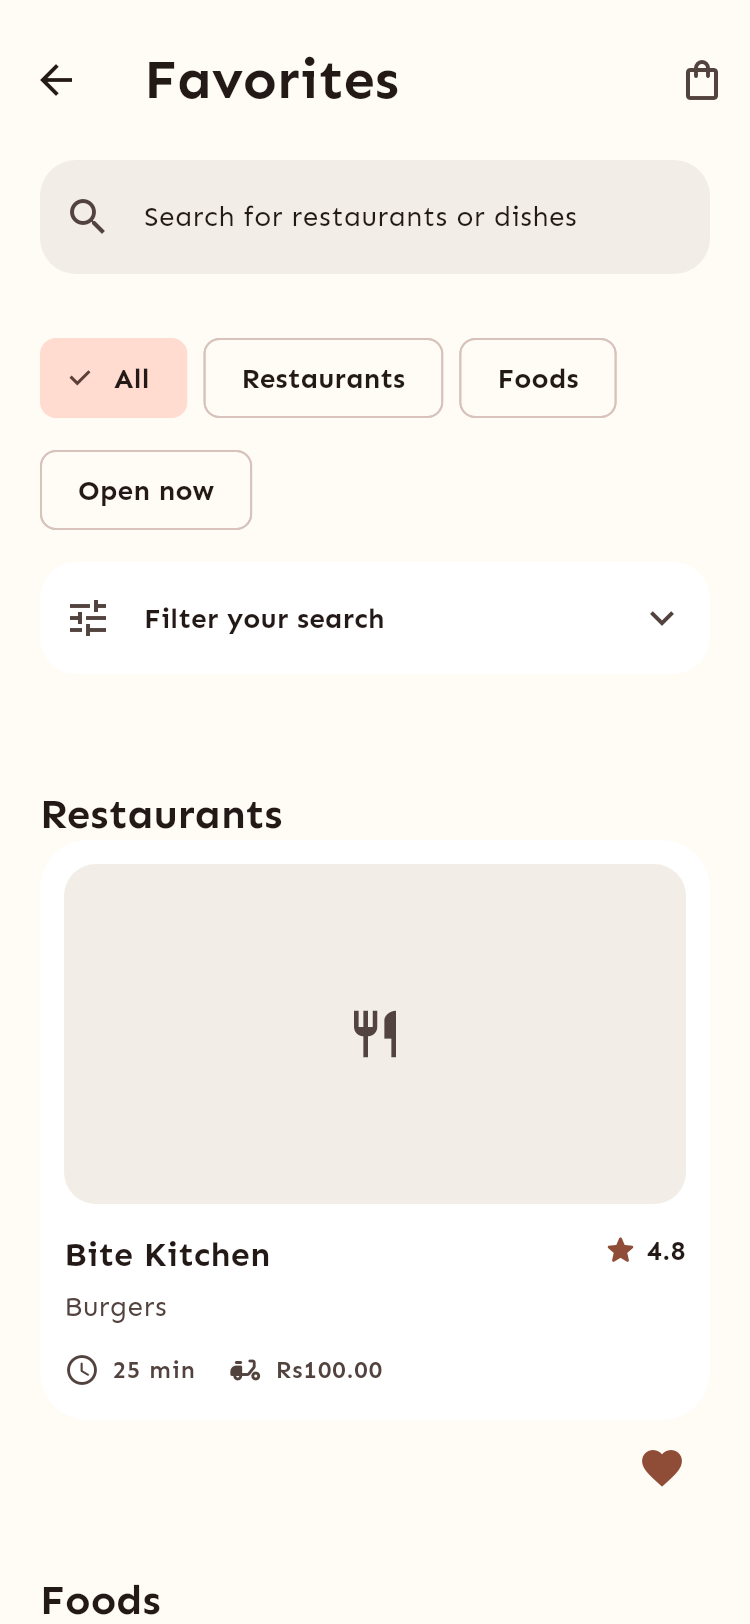 Favorites
Search for restaurants or dishes
All
Restaurants
Foods
Open now
Filter your search
Restaurants
Bite Kitchen
4.8
Burgers
25 min
Rs100.00
Foods